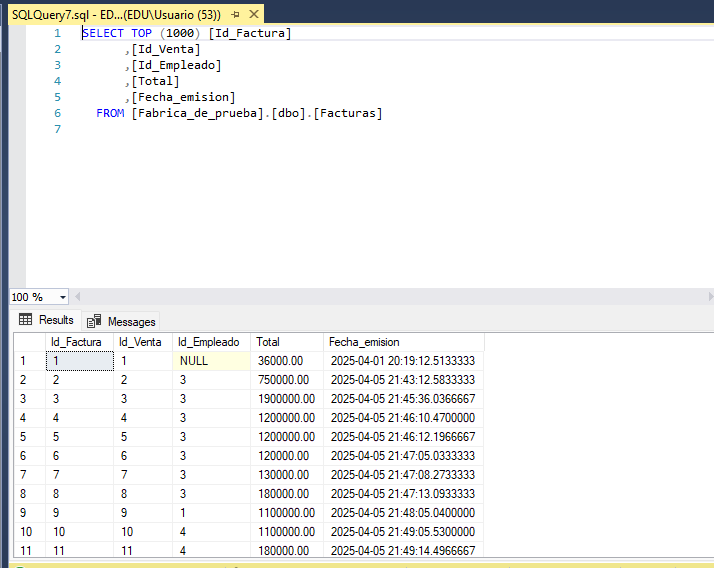 SQLQuery7.sql - ED...(EDU\Usuario (53))
1 SELECT TOP (1000) [Id_Factura]
2 ,[Id_Venta]
3 ,[Id_Empleado]
4 ,[Total]
5 ,[Fecha_emision]
6 FROM [Fabrica_de_prueba].[dbo].[Facturas]
7
100 %
Results Messages
Id_Factura Id_Venta Id_Empleado Total Fecha_emision
1 1 1 NULL 36000.00 2025-04-01 20:19:12.5133333
2 2 2 3 750000.00 2025-04-05 21:43:12.5833333
3 3 3 3 1900000.00 2025-04-05 21:45:36.0366667
4 4 4 3 1200000.00 2025-04-05 21:46:10.4700000
5 5 5 3 1200000.00 2025-04-05 21:46:12.1966667
6 6 6 3 120000.00 2025-04-05 21:47:05.0333333
7 7 7 3 130000.00 2025-04-05 21:47:08.2733333
8 8 8 3 180000.00 2025-04-05 21:47:13.0933333
9 9 9 1 1100000.00 2025-04-05 21:48:05.0400000
10 10 10 4 1100000.00 2025-04-05 21:49:05.5300000
11 11 11 4 180000.00 2025-04-05 21:49:14.4966667